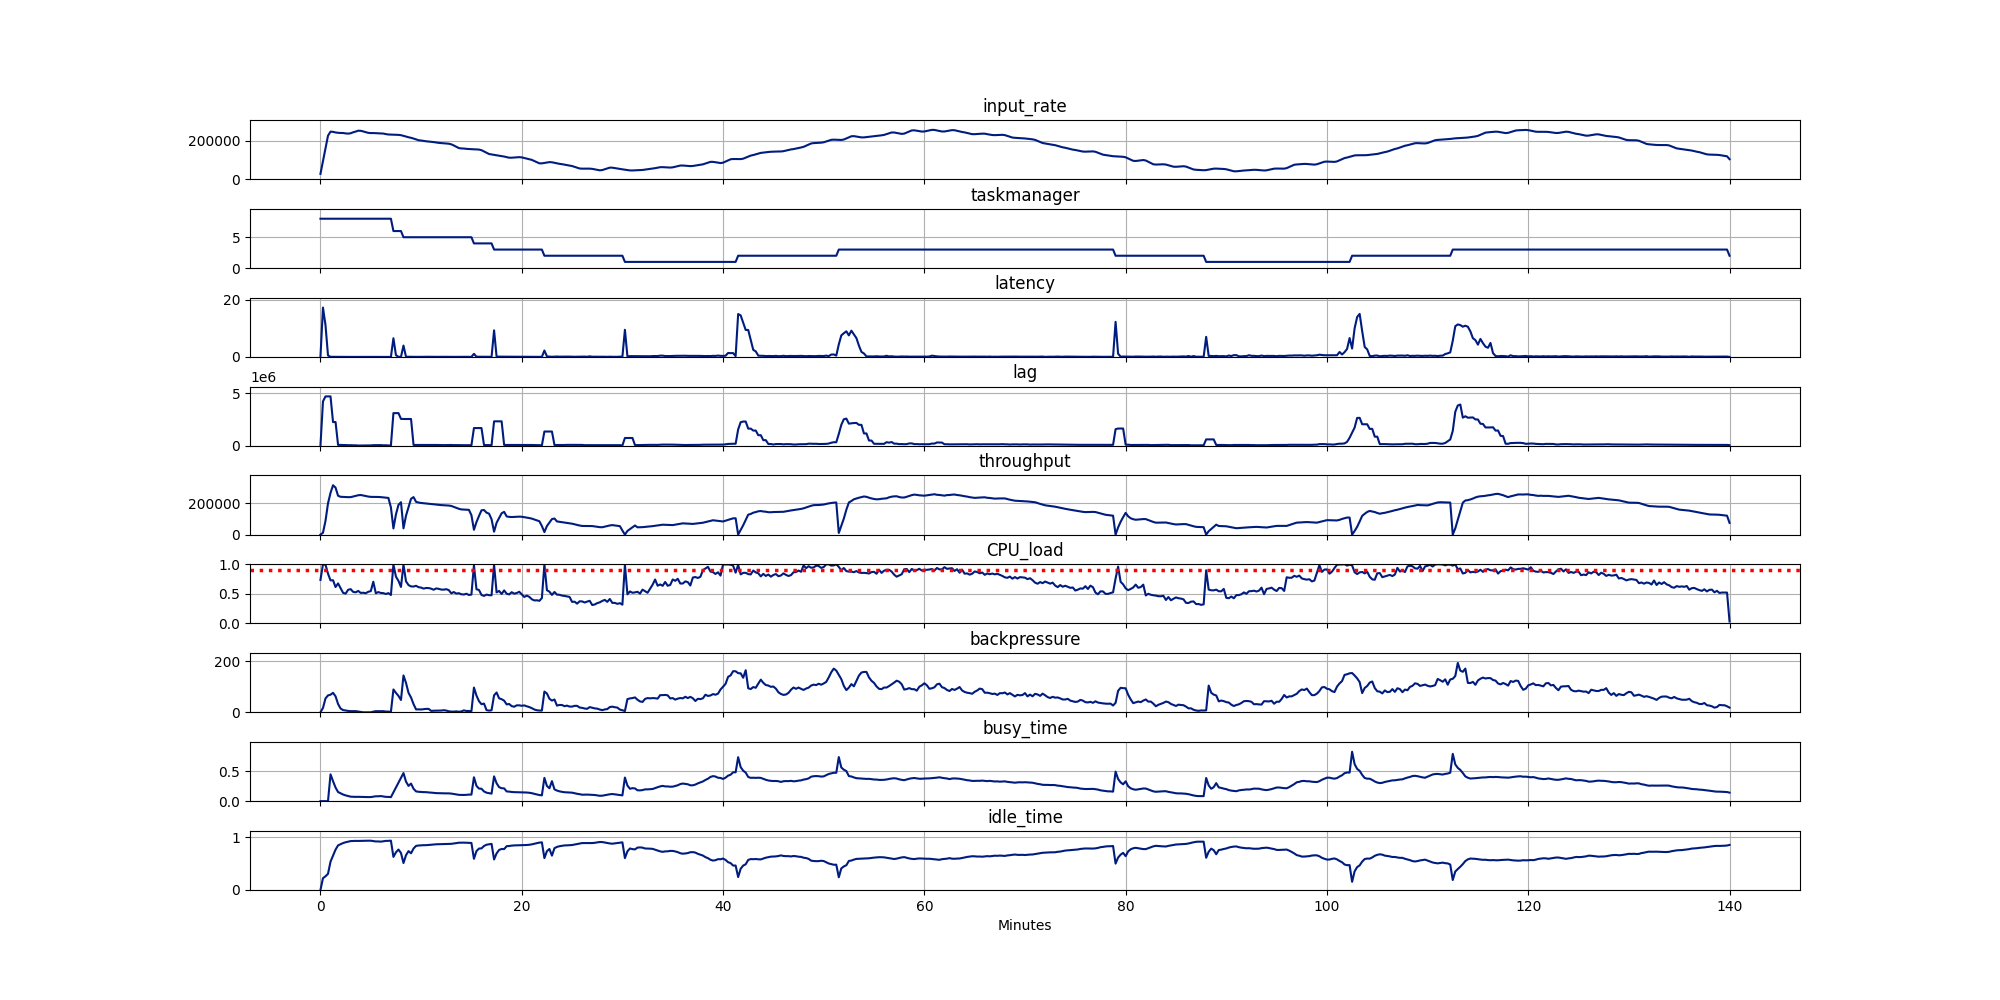 input_rate
200000
0
taskmanager
5
0
latency
20
0
1e6
lag
5
0
throughput
200000
0
CPU_load
1.0
0.5
0.0
backpressure
200
0
busy_time
0.5
0.0
idle_time
1
0
0 20 40 60 80 100 120 140
Minutes